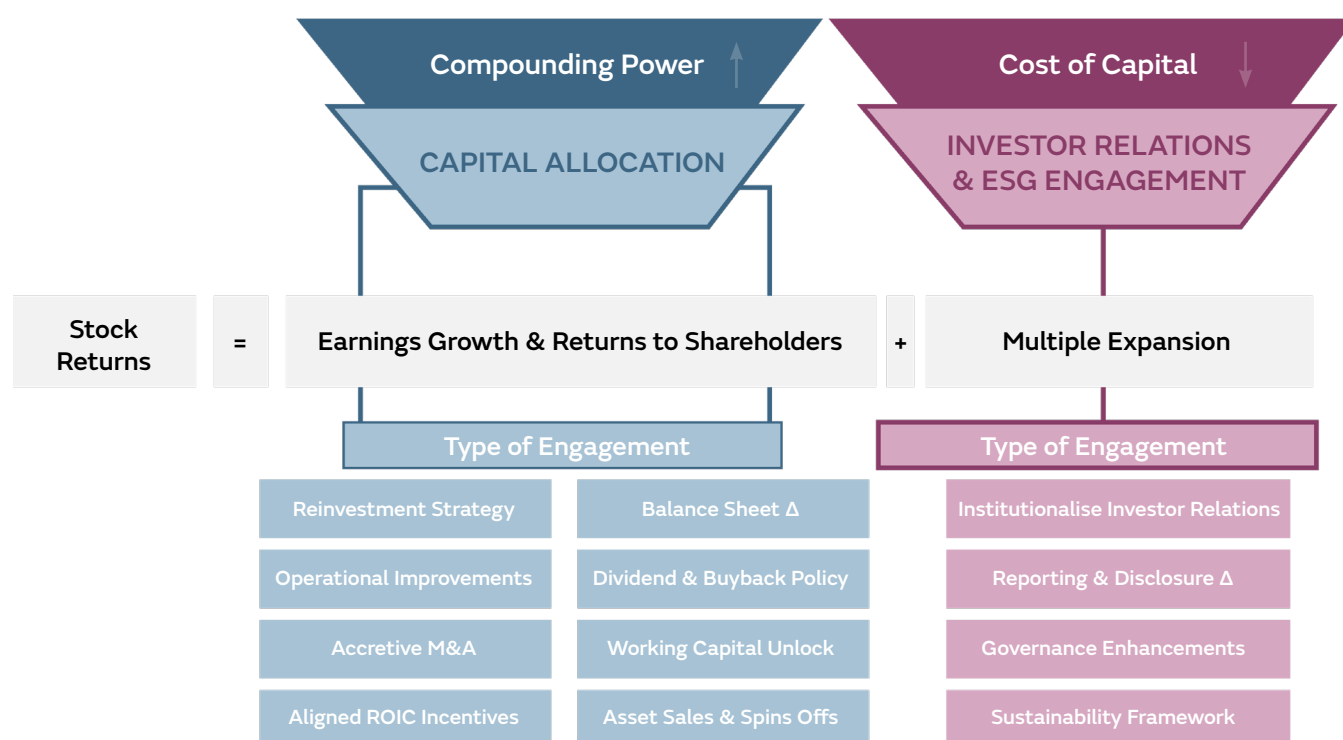 Compounding Power
Cost of Capital
CAPITAL ALLOCATION
INVESTOR RELATIONS
& ESG ENGAGEMENT
Stock
Returns
=
Earnings Growth & Returns to Shareholders
+
Multiple Expansion
Type of Engagement
Type of Engagement
Reinvestment Strategy
Balance Sheet Δ
Institutionalise Investor Relations
Operational Improvements
Dividend & Buyback Policy
Reporting & Disclosure Δ
Accretive M&A
Working Capital Unlock
Governance Enhancements
Aligned ROIC Incentives
Asset Sales & Spins Offs
Sustainability Framework